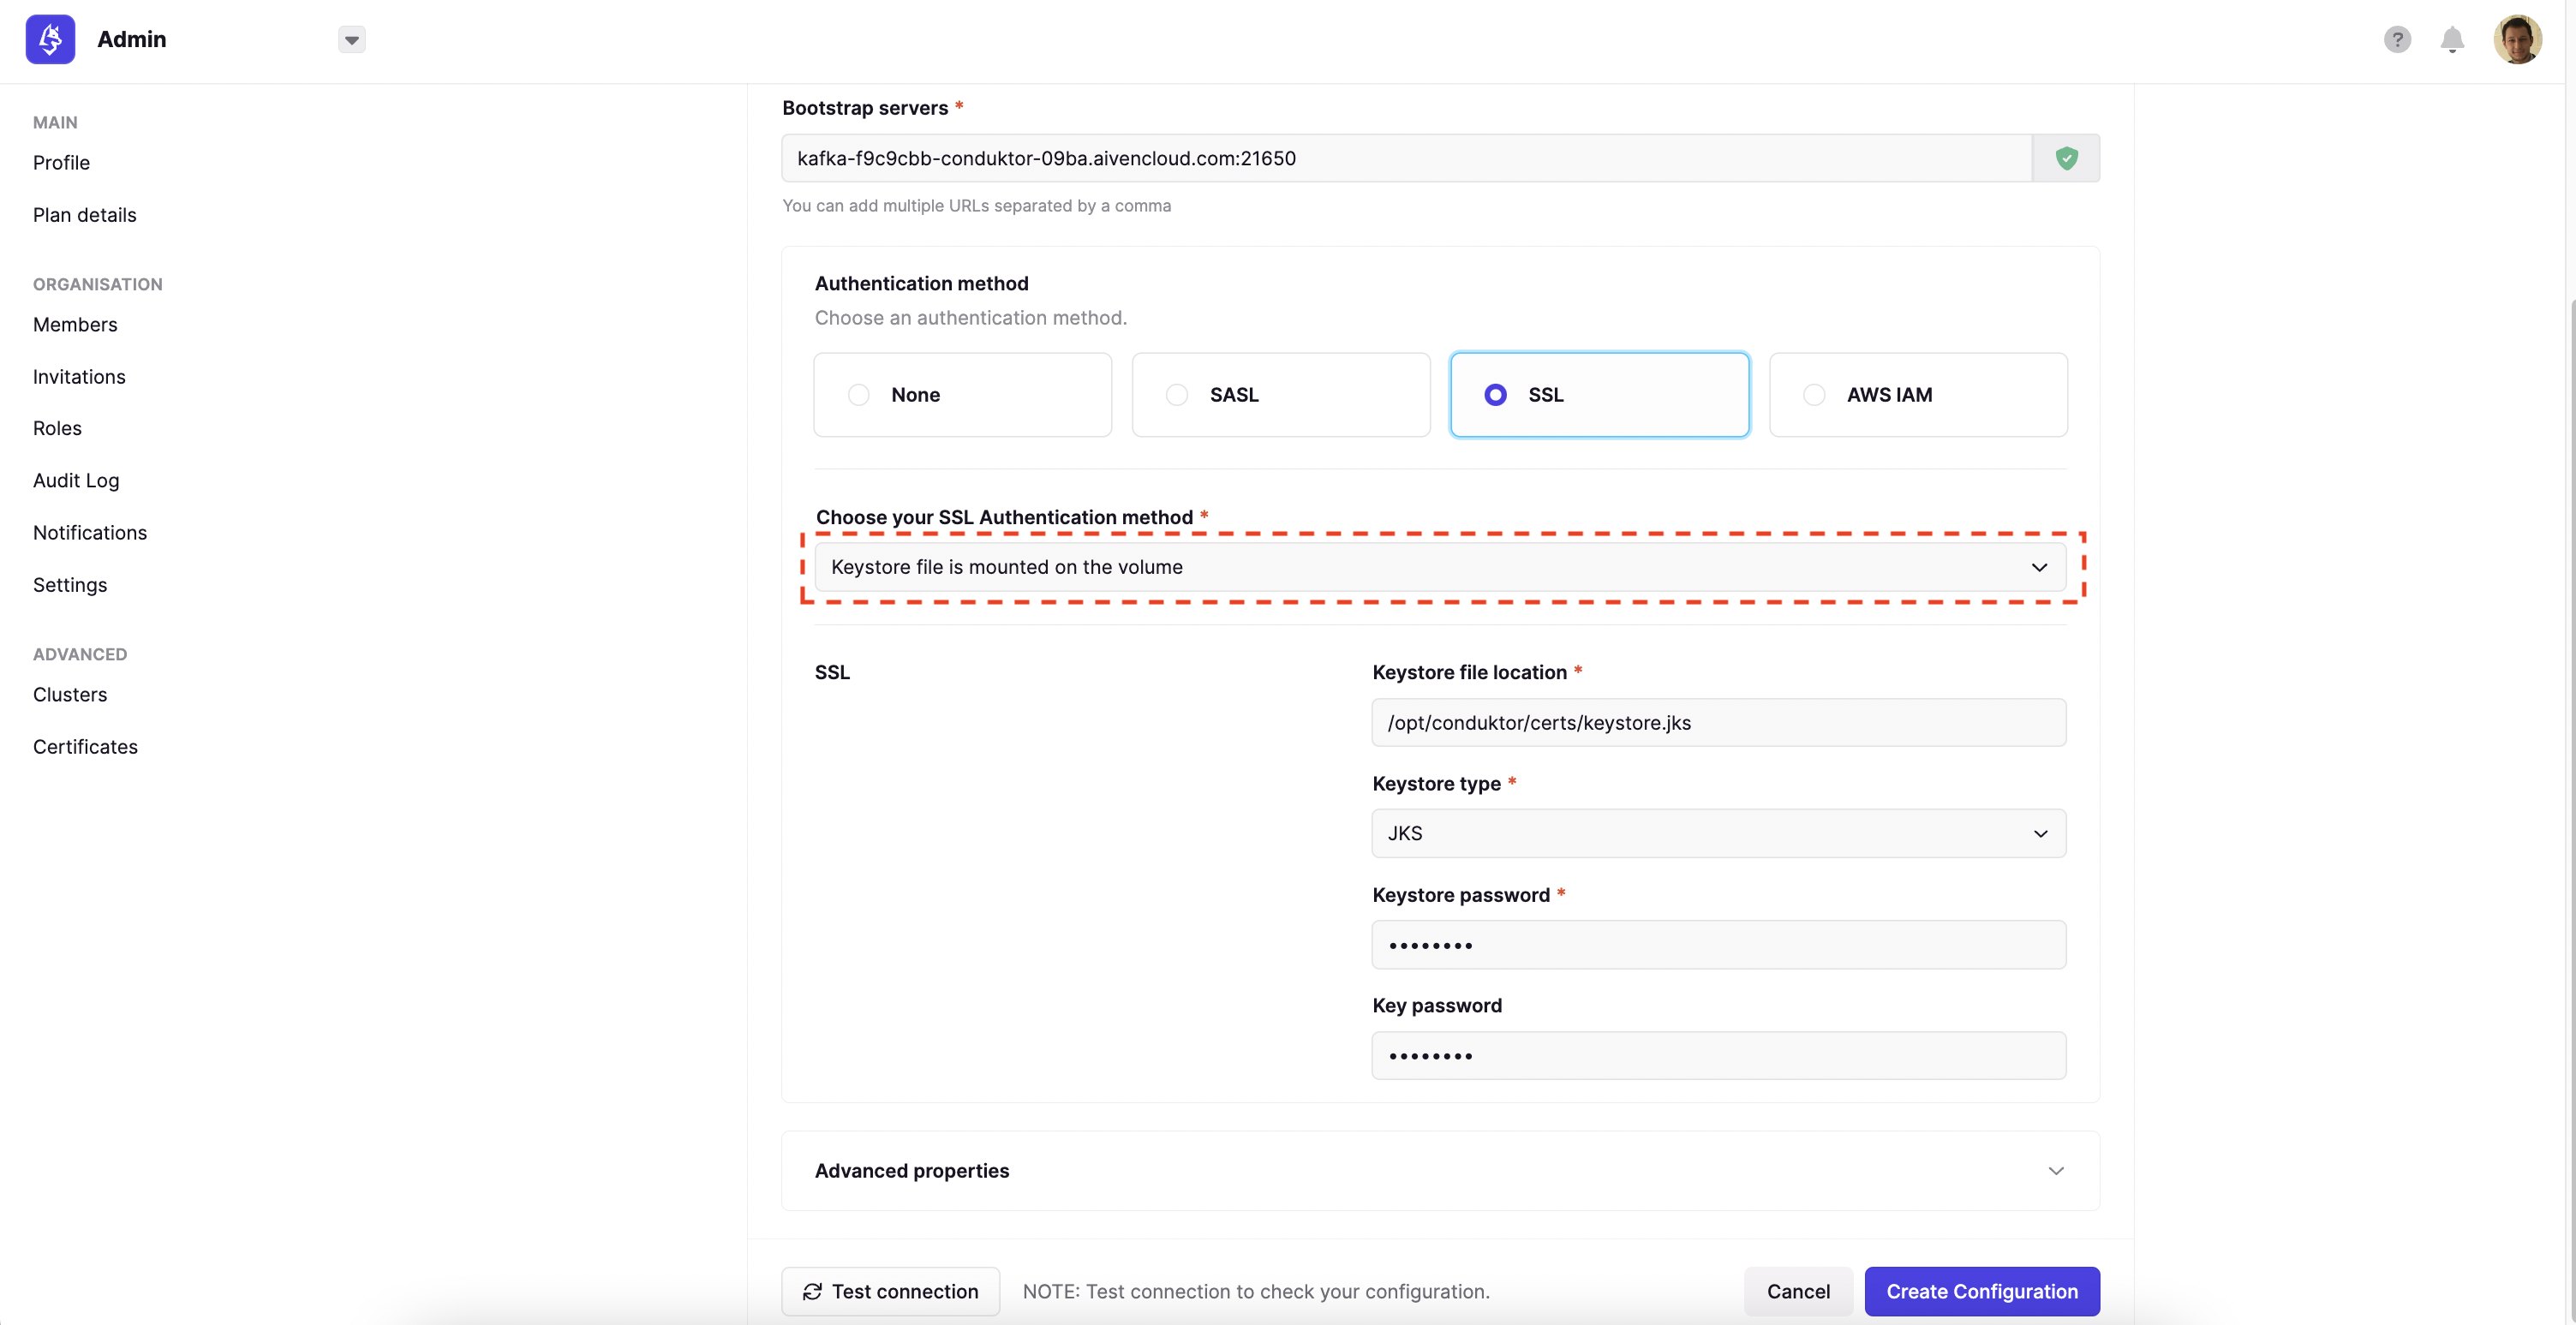 Admin
?
MAIN
Profile
Plan details
ORGANISATION
Members
Invitations
Roles
Audit Log
Notifications
Settings
ADVANCED
Clusters
Certificates
Bootstrap servers *
kafka-f9c9cbb-conduktor-09ba.aivencloud.com:21650
You can add multiple URLs separated by a comma
Authentication method
Choose an authentication method.
None
SASL
SSL
AWS IAM
Choose your SSL Authentication method *
Keystore file is mounted on the volume
SSL
Keystore file location *
/opt/conduktor/certs/keystore.jks
Keystore type *
JKS
Keystore password *
••••••••
Key password
••••••••
Advanced properties
Test connection
NOTE: Test connection to check your configuration.
Cancel
Create Configuration